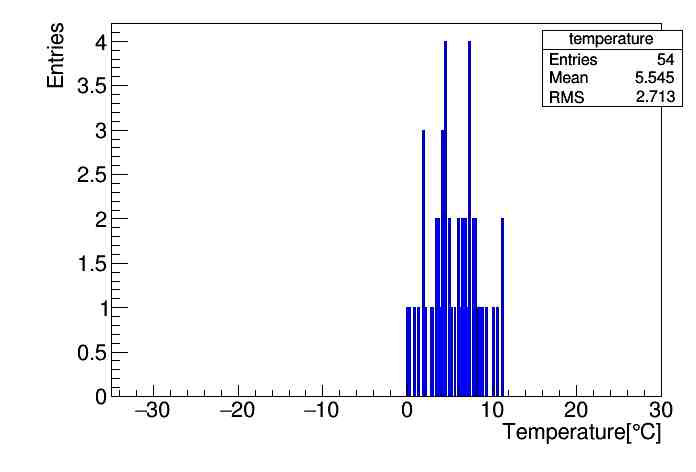 temperature
Entries 54
Mean 5.545
RMS 2.713
Entries
4
3.5
3
2.5
2
1.5
1
0.5
0
−30 −20 −10 0 10 20 30
Temperature[°C]